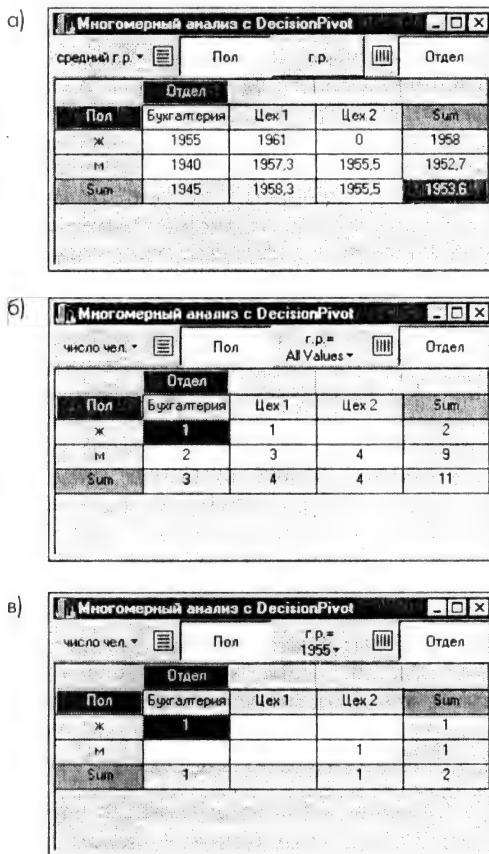 а)
Многомерный анализ с DecisionPivot
средний г.р. Пол г.р. Отдел
Отдел
Пол Бухгалтерия Цех 1 Цех 2 Sum
ж 1955 1961 0 1958
м 1940 1957,3 1955,5 1952,7
Sum 1945 1958,3 1955,5 1953,6
б)
Многомерный анализ с DecisionPivot
число чел. Пол г.р.= All Values Отдел
Отдел
Пол Бухгалтерия Цех 1 Цех 2 Sum
ж 1 1 2
м 2 3 4 9
Sum 3 4 4 11
в)
Многомерный анализ с DecisionPivot
число чел. Пол г.р.= 1955 Отдел
Отдел
Пол Бухгалтерия Цех 1 Цех 2 Sum
ж 1 1
м 1 1
Sum 1 1 2